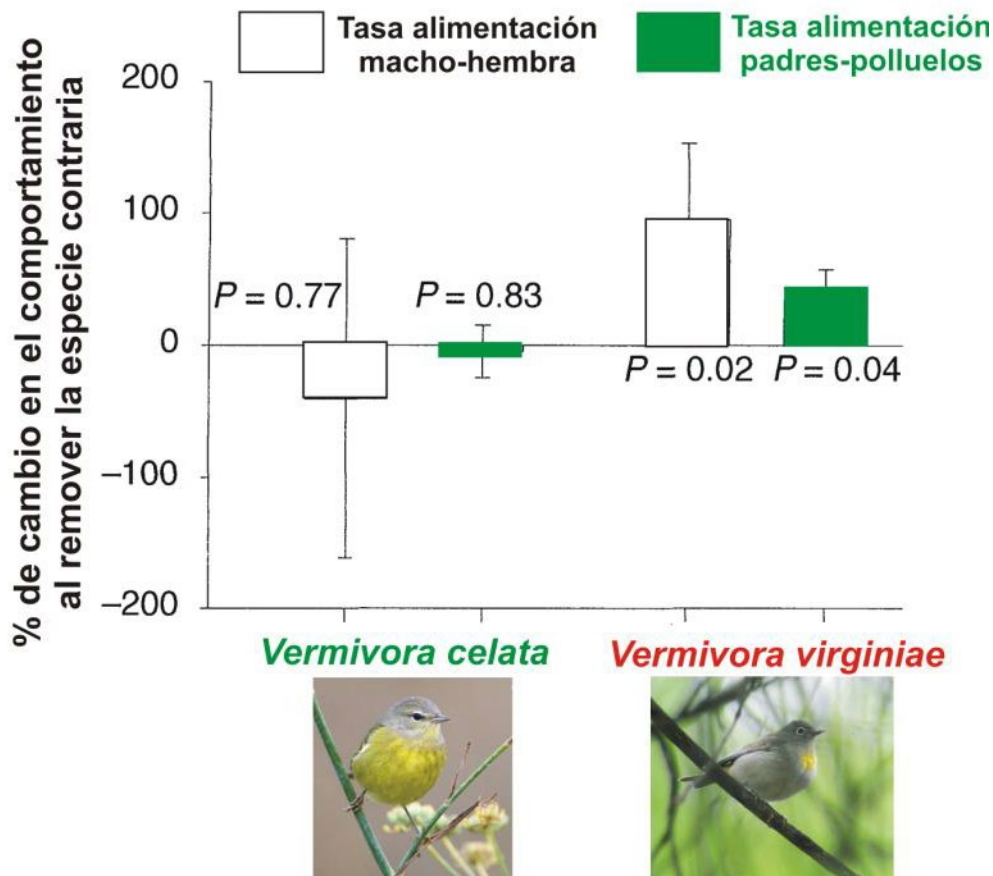 Tasa alimentación
macho-hembra
Tasa alimentación
padres-polluelos
% de cambio en el comportamiento
al remover la especie contraria
200
100
0
−100
−200
P = 0.77
P = 0.83
P = 0.02
P = 0.04
Vermivora celata
Vermivora virginiae